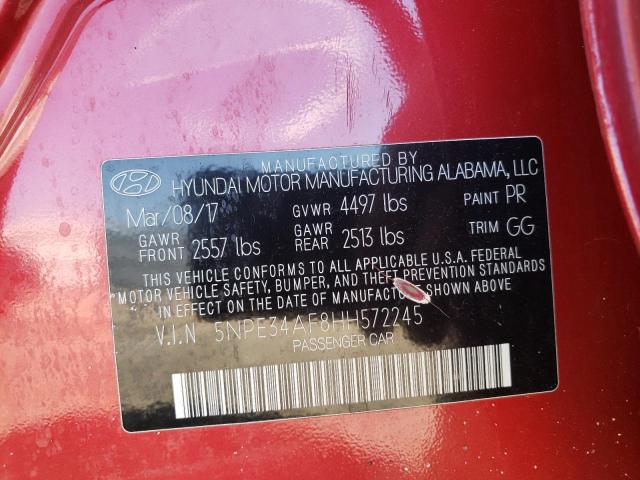 MANUFACTURED BY
HYUNDAI MOTOR MANUFACTURING ALABAMA, LLC
Mar/08/17 GVWR 4497 lbs PAINT PR
GAWR FRONT 2557 lbs GAWR REAR 2513 lbs TRIM GG
THIS VEHICLE CONFORMS TO ALL APPLICABLE U.S.A. FEDERAL
MOTOR VEHICLE SAFETY, BUMPER, AND THEFT PREVENTION STANDARDS
IN EFFECT ON THE DATE OF MANUFACTURE SHOWN ABOVE
V.I.N 5NPE34AF8HH572245
PASSENGER CAR